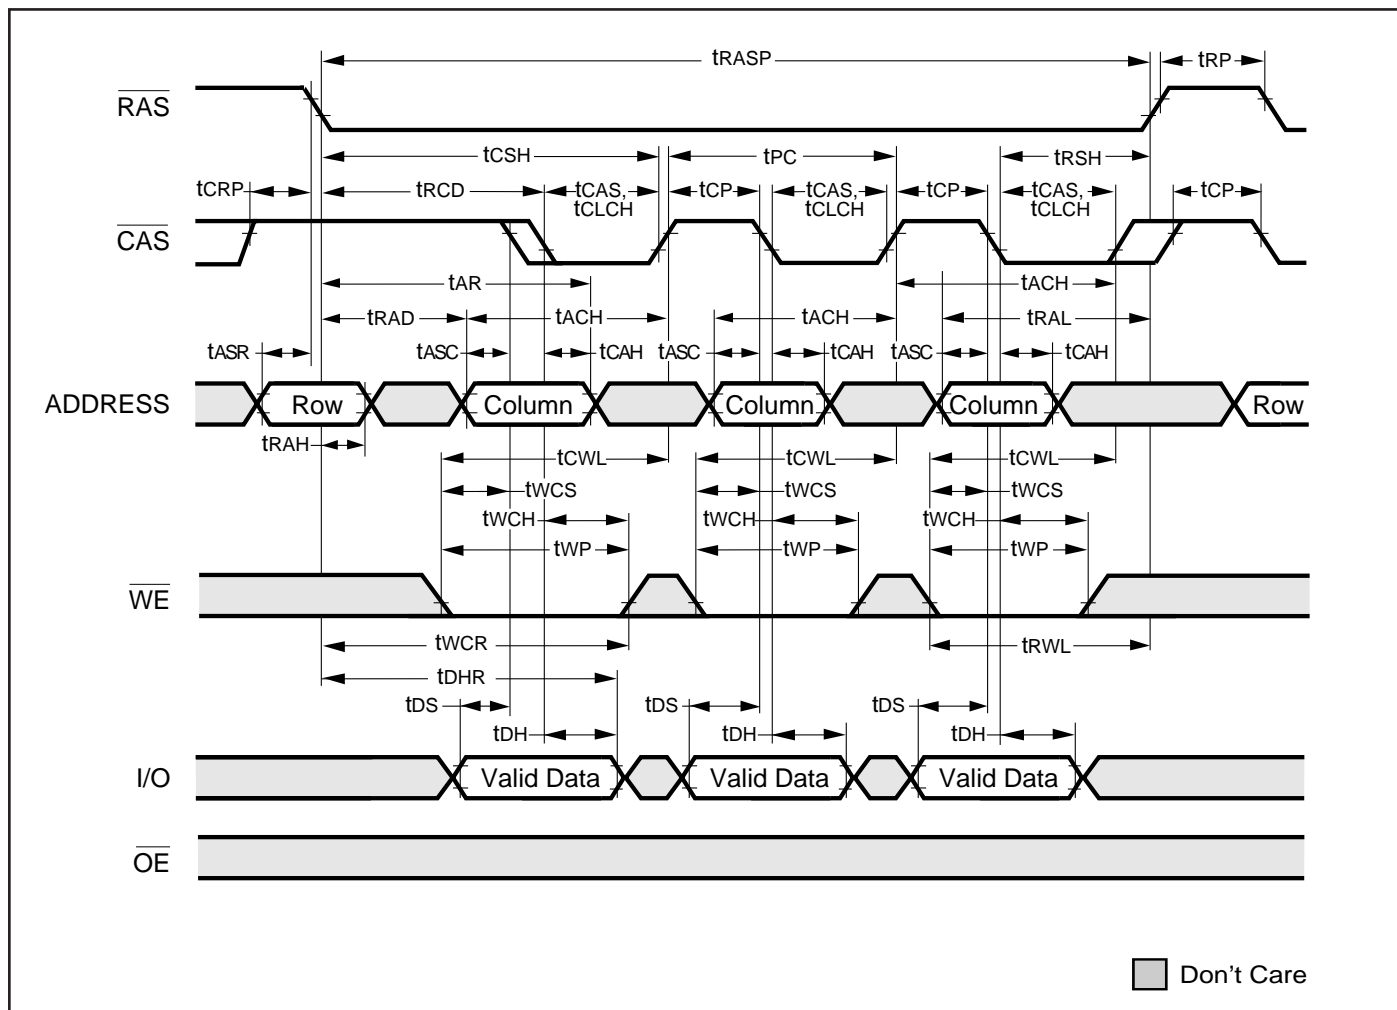 tRASP
tRP
RAS
tCSH
tPC
tRSH
tCRP
tRCD
tCAS,
tCLCH
tCP
tCAS,
tCLCH
tCP
tCAS,
tCLCH
tCP
CAS
tAR
tACH
tRAD
tACH
tACH
tRAL
tASR
tASC
tCAH
tASC
tCAH
tASC
tCAH
ADDRESS
Row
Column
Column
Column
Row
tRAH
tCWL
tCWL
tCWL
tWCS
tWCS
tWCS
tWCH
tWCH
tWCH
tWP
tWP
tWP
WE
tWCR
tRWL
tDHR
tDS
tDS
tDS
tDH
tDH
tDH
I/O
Valid Data
Valid Data
Valid Data
OE
Don't Care